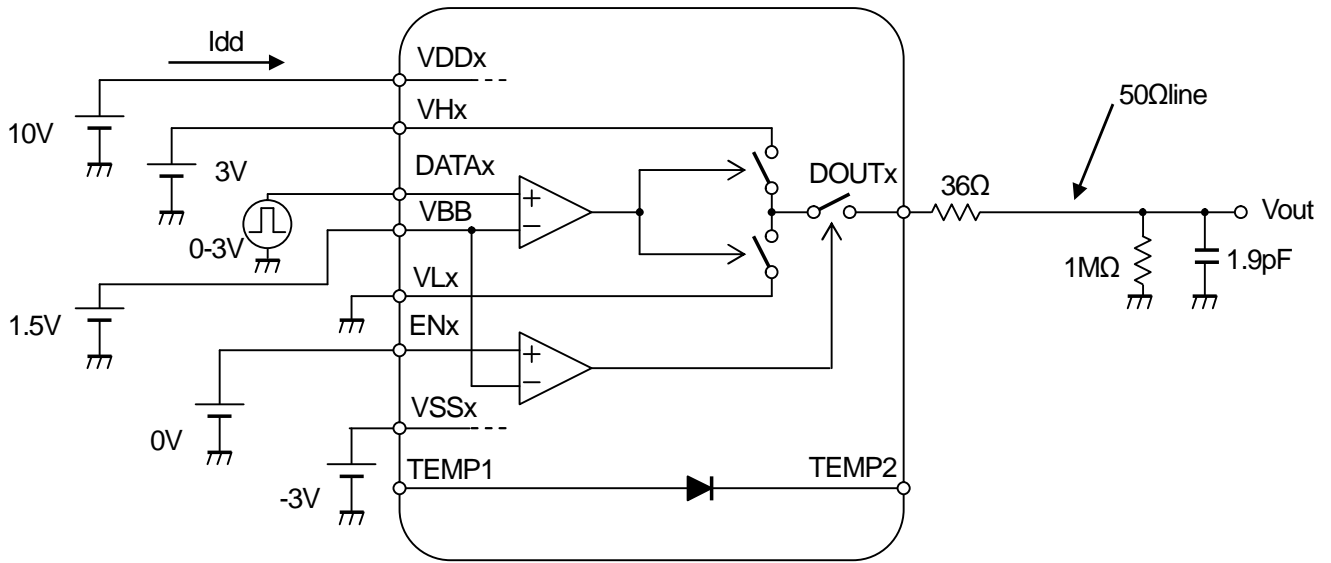 Idd
VDDx
10V
VHx
3V
DATAx
VBB
0-3V
VLx
1.5V
ENx
0V
VSSx
-3V
TEMP1
TEMP2
+
−
+
−
DOUTx
36Ω
50Ωline
Vout
1MΩ
1.9pF